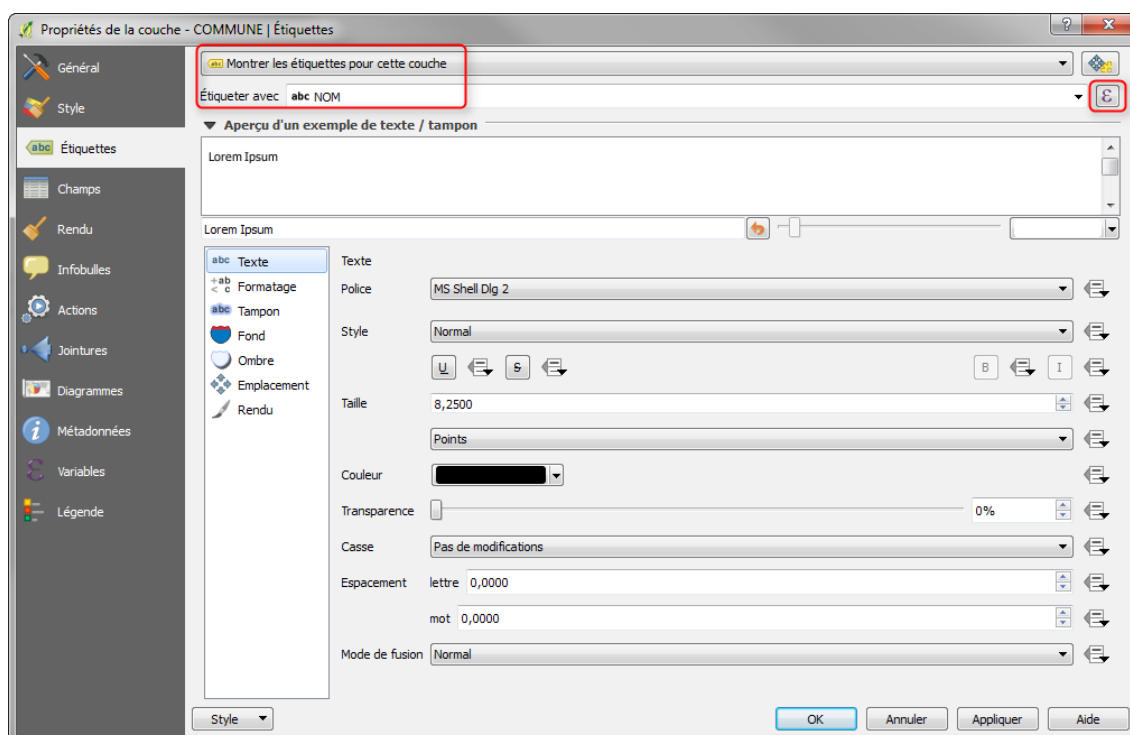 Propriétés de la couche - COMMUNE | Étiquettes
Général
Style
abc Étiquettes
Champs
Rendu
Infobulles
Actions
Jointures
Diagrammes
Métadonnées
Variables
Légende
abc Montrer les étiquettes pour cette couche
Étiqueter avec abc NOM
ε
Aperçu d'un exemple de texte / tampon
Lorem Ipsum
Lorem Ipsum
abc Texte
+ab < c Formatage
abc Tampon
Fond
Ombre
Emplacement
Rendu
Texte
Police MS Shell Dlg 2
Style Normal
U S B I
Taille 8,2500
Points
Couleur
Transparence 0%
Casse Pas de modifications
Espacement lettre 0,0000
mot 0,0000
Mode de fusion Normal
Style OK Annuler Appliquer Aide